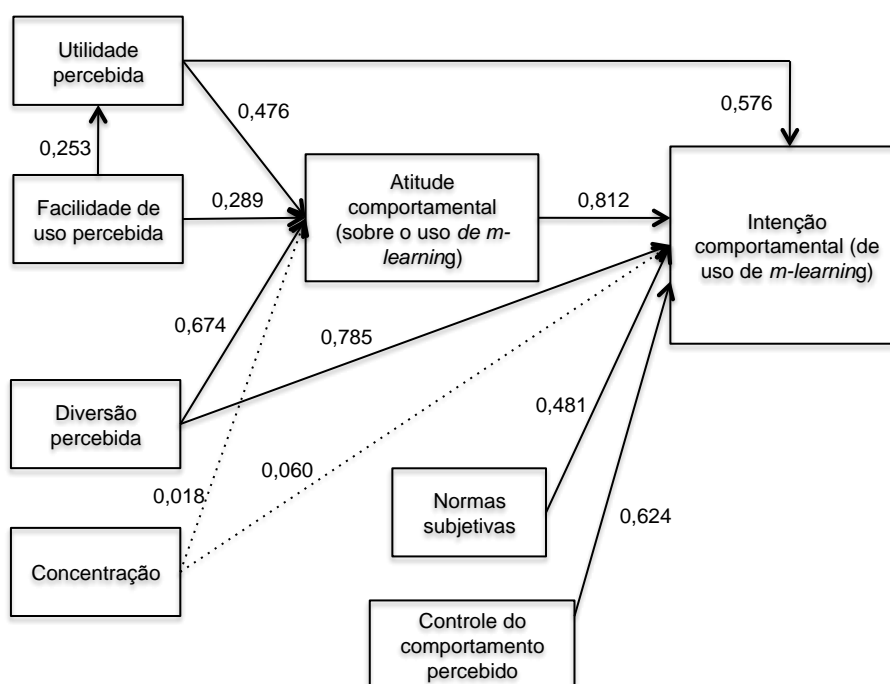 Utilidade
percebida
0,476
0,576
0,253
Facilidade de
uso percebida
0,289
Atitude
comportamental
(sobre o uso de m-
learning)
0,812
Intenção
comportamental (de
uso de m-learning)
0,674
0,785
Diversão
percebida
0,481
0,018
0,060
Normas
subjetivas
0,624
Concentração
Controle do
comportamento
percebido